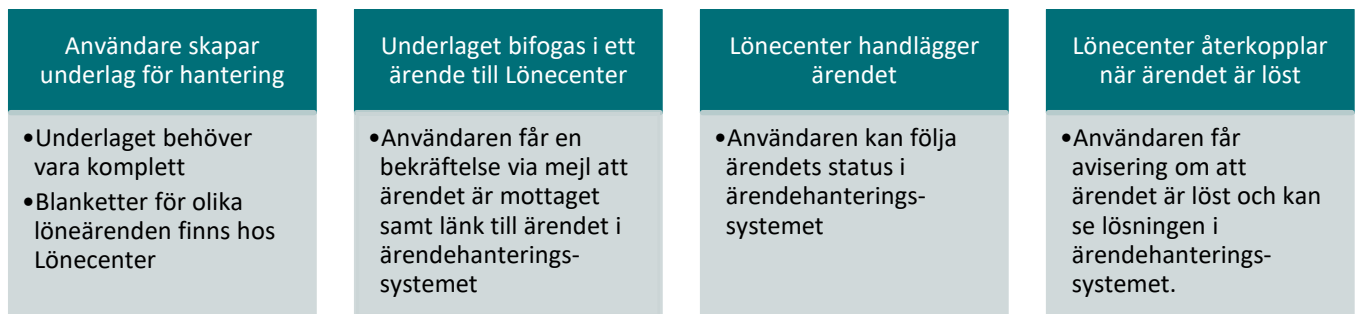 Användare skapar
underlag för hantering
•Underlaget behöver
vara komplett
•Blanketter för olika
löneärenden finns hos
Lönecenter
Underlaget bifogas i ett
ärende till Lönecenter
•Användaren får en
bekräftelse via mejl att
ärendet är mottaget
samt länk till ärendet i
ärendehanterings-
systemet
Lönecenter handlägger
ärendet
•Användaren kan följa
ärendets status i
ärendehanterings-
systemet
Lönecenter återkopplar
när ärendet är löst
•Användaren får
avisering om att
ärendet är löst och kan
se lösningen i
ärendehanterings-
systemet.